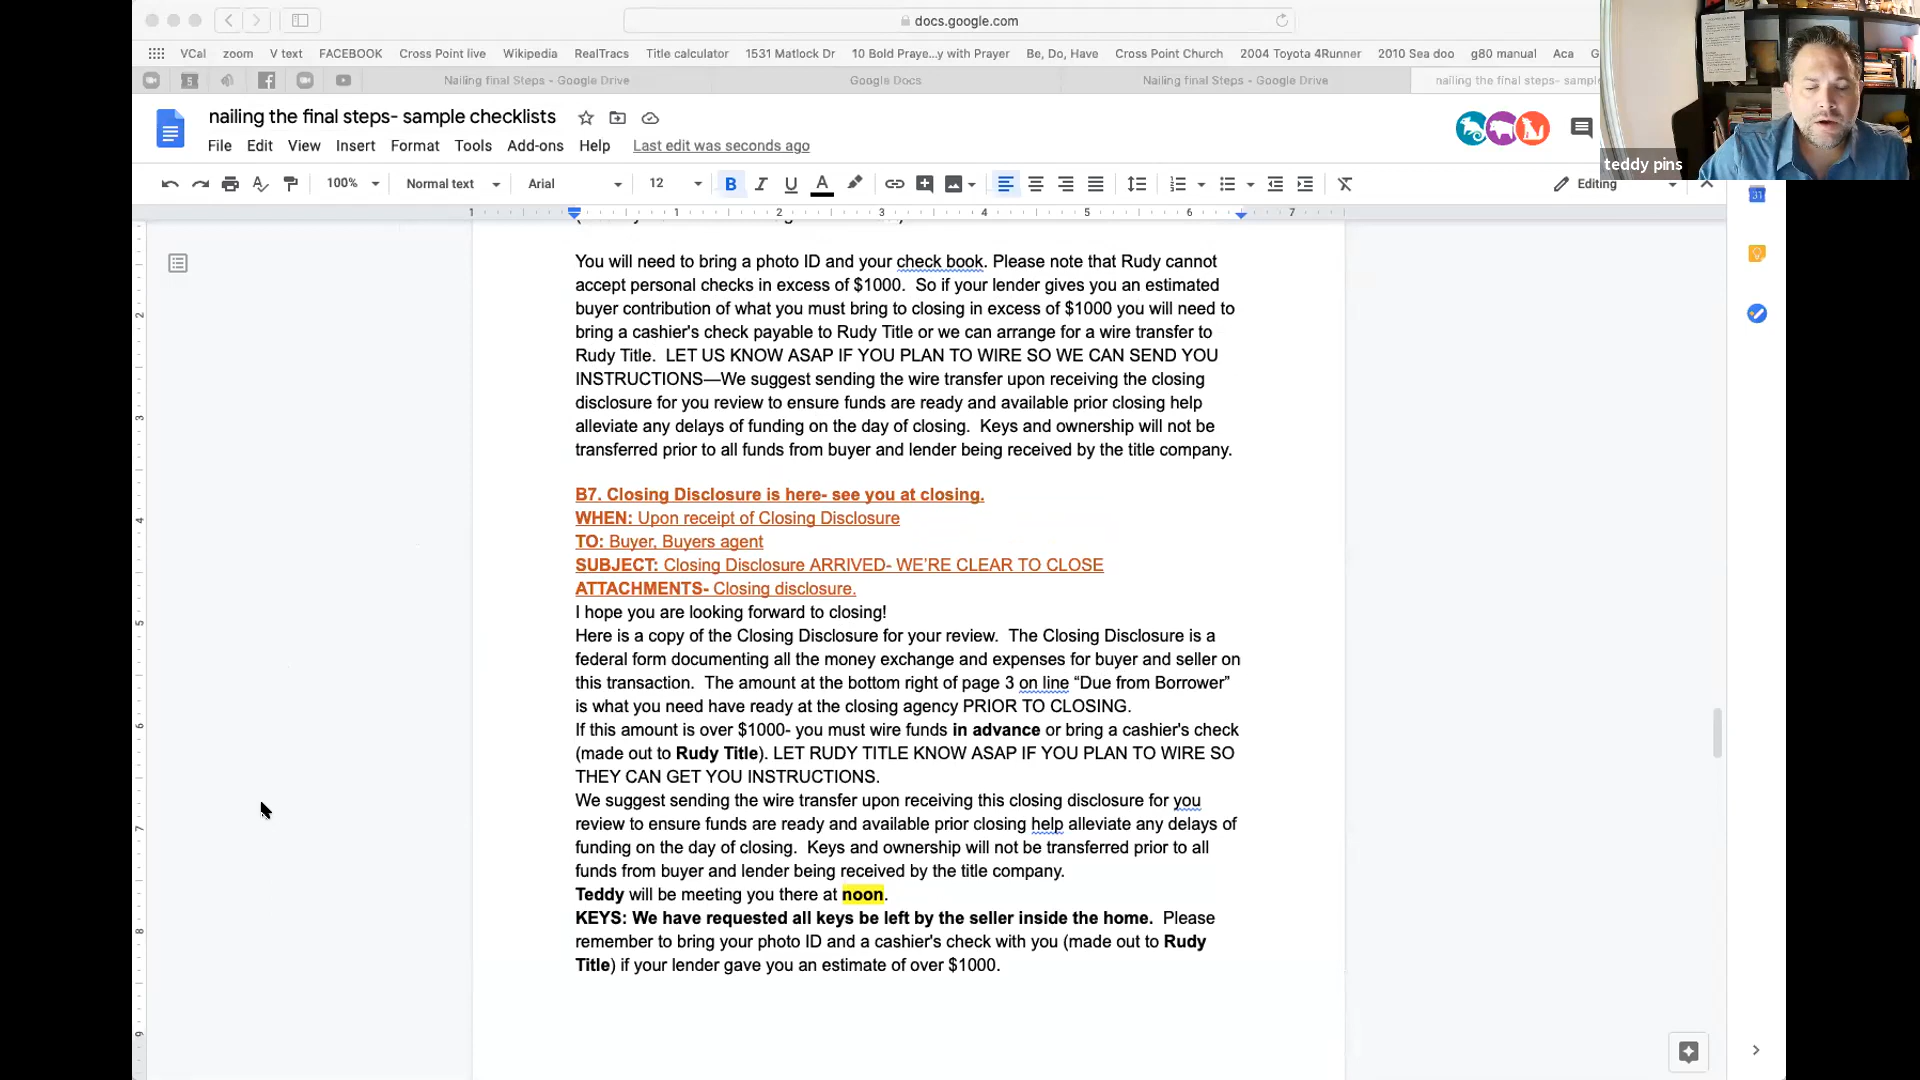 docs.google.com
VCal zoom V text FACEBOOK Cross Point live Wikipedia RealTracs Title calculator 1531 Matlock Dr 10 Bold Praye...y with Prayer Be, Do, Have Cross Point Church 2004 Toyota 4Runner 2010 Sea doo g80 manual Aca
Nailing final Steps - Google Drive Google Docs Nailing final Steps - Google Drive nailing the final steps- sample
nailing the final steps- sample checklists
File Edit View Insert Format Tools Add-ons Help Last edit was seconds ago
teddy pins
100% Normal text Arial 12 B I U A Editing
1 1 2 3 4 5 6 7
31
You will need to bring a photo ID and your check book. Please note that Rudy cannot
accept personal checks in excess of $1000. So if your lender gives you an estimated
buyer contribution of what you must bring to closing in excess of $1000 you will need to
bring a cashier's check payable to Rudy Title or we can arrange for a wire transfer to
Rudy Title. LET US KNOW ASAP IF YOU PLAN TO WIRE SO WE CAN SEND YOU
INSTRUCTIONS—We suggest sending the wire transfer upon receiving the closing
disclosure for you review to ensure funds are ready and available prior closing help
alleviate any delays of funding on the day of closing. Keys and ownership will not be
transferred prior to all funds from buyer and lender being received by the title company.
B7. Closing Disclosure is here- see you at closing.
WHEN: Upon receipt of Closing Disclosure
TO: Buyer, Buyers agent
SUBJECT: Closing Disclosure ARRIVED- WE'RE CLEAR TO CLOSE
ATTACHMENTS- Closing disclosure.
I hope you are looking forward to closing!
Here is a copy of the Closing Disclosure for your review. The Closing Disclosure is a
federal form documenting all the money exchange and expenses for buyer and seller on
this transaction. The amount at the bottom right of page 3 on line “Due from Borrower”
is what you need have ready at the closing agency PRIOR TO CLOSING.
If this amount is over $1000- you must wire funds in advance or bring a cashier's check
(made out to Rudy Title). LET RUDY TITLE KNOW ASAP IF YOU PLAN TO WIRE SO
THEY CAN GET YOU INSTRUCTIONS.
We suggest sending the wire transfer upon receiving this closing disclosure for you
review to ensure funds are ready and available prior closing help alleviate any delays of
funding on the day of closing. Keys and ownership will not be transferred prior to all
funds from buyer and lender being received by the title company.
Teddy will be meeting you there at noon.
KEYS: We have requested all keys be left by the seller inside the home. Please
remember to bring your photo ID and a cashier's check with you (made out to Rudy
Title) if your lender gave you an estimate of over $1000.
2
3
4
5
6
7
8
9